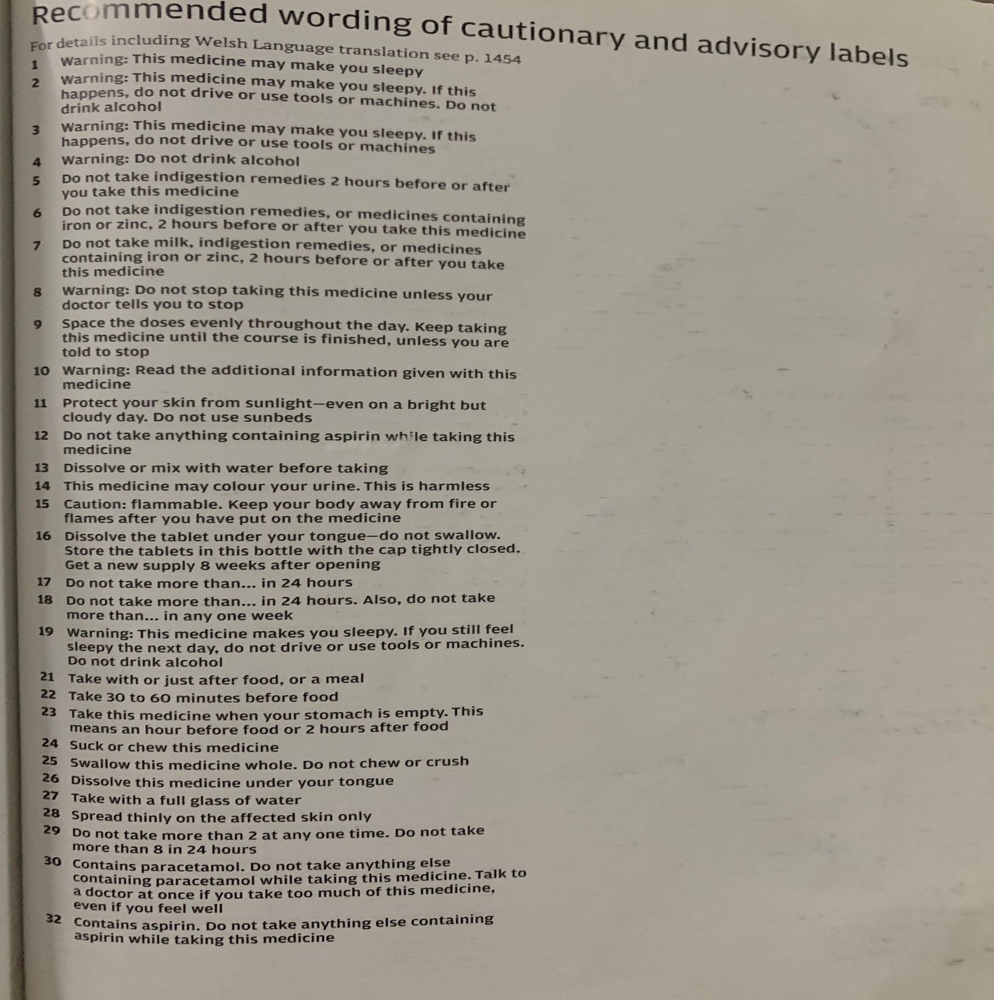 Recommended wording of cautionary and advisory labels
For details including Welsh Language translation see p. 1454
1 Warning: This medicine may make you sleepy
2 Warning: This medicine may make you sleepy. If this
happens, do not drive or use tools or machines. Do not
drink alcohol
3 Warning: This medicine may make you sleepy. If this
happens, do not drive or use tools or machines
4 Warning: Do not drink alcohol
5 Do not take indigestion remedies 2 hours before or after
you take this medicine
6 Do not take indigestion remedies, or medicines containing
iron or zinc, 2 hours before or after you take this medicine
7 Do not take milk, indigestion remedies, or medicines
containing iron or zinc, 2 hours before or after you take
this medicine
8 Warning: Do not stop taking this medicine unless your
doctor tells you to stop
9 Space the doses evenly throughout the day. Keep taking
this medicine until the course is finished, unless you are
told to stop
10 Warning: Read the additional information given with this
medicine
11 Protect your skin from sunlight—even on a bright but
cloudy day. Do not use sunbeds
12 Do not take anything containing aspirin while taking this
medicine
13 Dissolve or mix with water before taking
14 This medicine may colour your urine. This is harmless
15 Caution: flammable. Keep your body away from fire or
flames after you have put on the medicine
16 Dissolve the tablet under your tongue—do not swallow.
Store the tablets in this bottle with the cap tightly closed.
Get a new supply 8 weeks after opening
17 Do not take more than... in 24 hours
18 Do not take more than... in 24 hours. Also, do not take
more than... in any one week
19 Warning: This medicine makes you sleepy. If you still feel
sleepy the next day, do not drive or use tools or machines.
Do not drink alcohol
21 Take with or just after food, or a meal
22 Take 30 to 60 minutes before food
23 Take this medicine when your stomach is empty. This
means an hour before food or 2 hours after food
24 Suck or chew this medicine
25 Swallow this medicine whole. Do not chew or crush
26 Dissolve this medicine under your tongue
27 Take with a full glass of water
28 Spread thinly on the affected skin only
29 Do not take more than 2 at any one time. Do not take
more than 8 in 24 hours
30 Contains paracetamol. Do not take anything else
containing paracetamol while taking this medicine. Talk to
a doctor at once if you take too much of this medicine,
even if you feel well
32 Contains aspirin. Do not take anything else containing
aspirin while taking this medicine